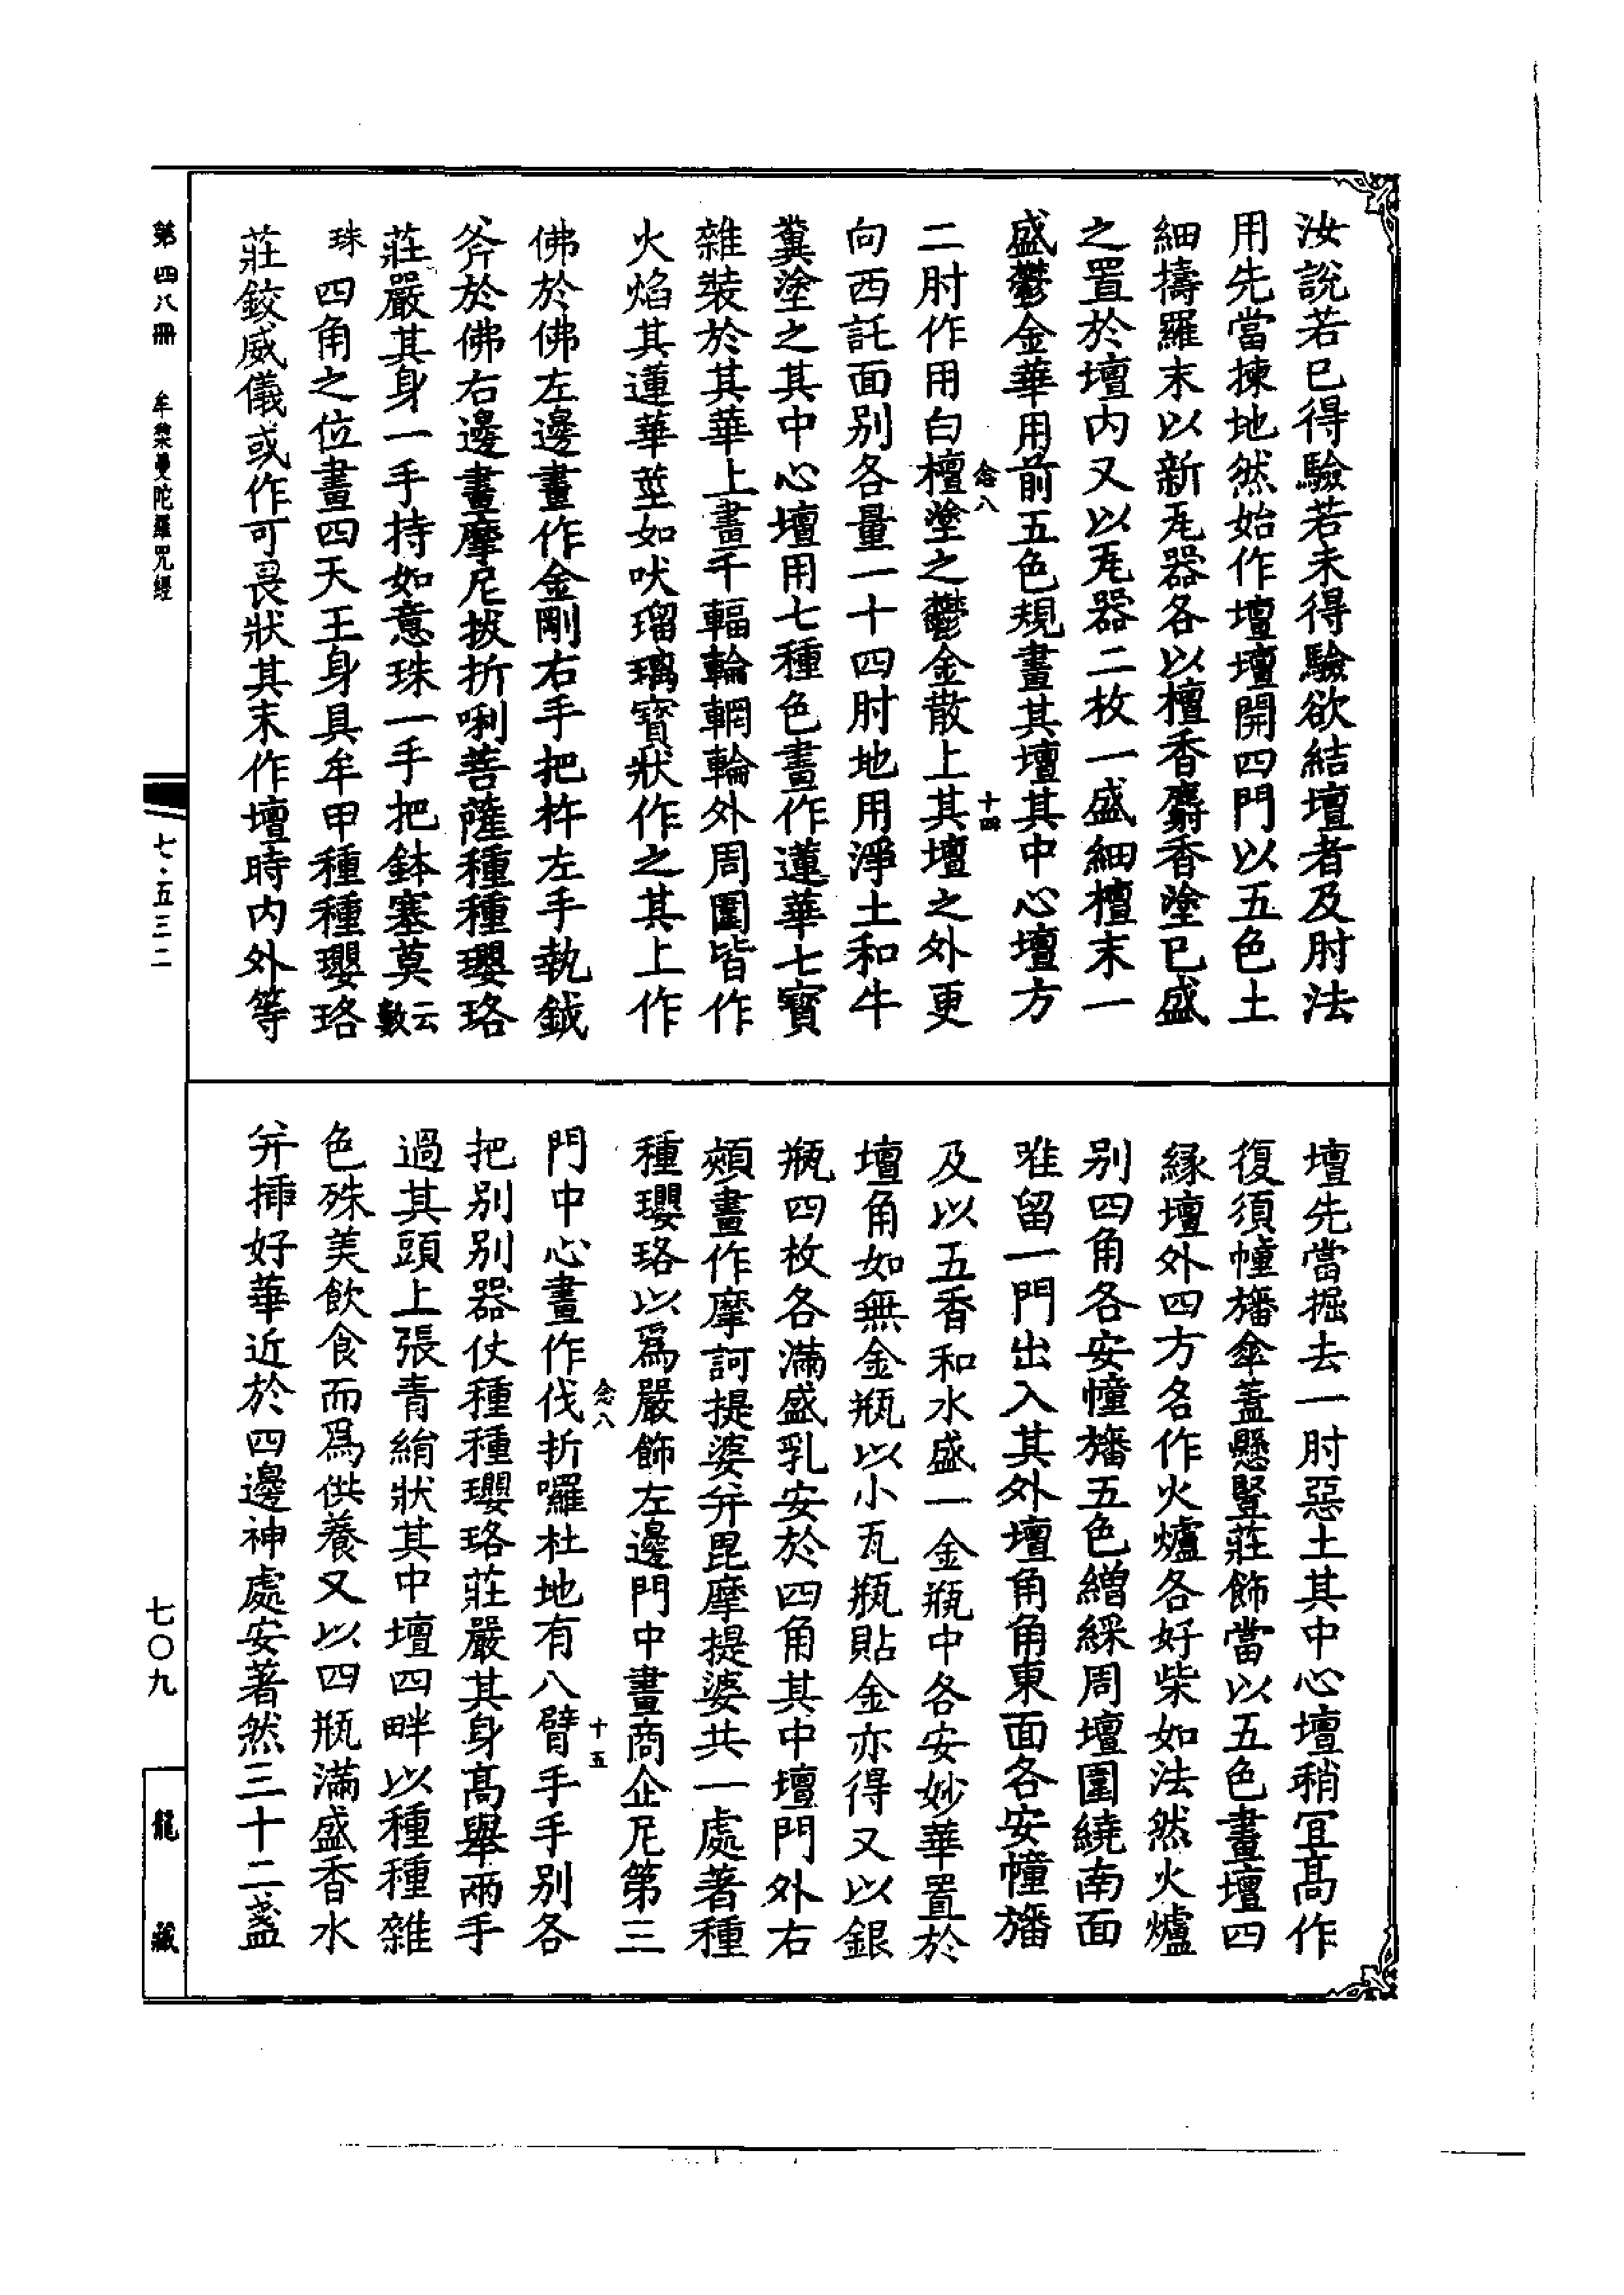 汝說若已得驗若未得驗欲結壇者及肘法
用先當揀地然始作壇壇開四門以五色土
細擣羅末以新瓦器各以檀香麝香塗已盛
之置於壇內又以瓦器二枚一盛細檀末一
盛鬱金華用前五色規畫其壇其中心壇方
念八
十四
二肘作用白檀塗之鬱金散上其壇之外更
向西託面別各量一十四肘地用淨土和牛
糞塗之其中心壇用七種色畫作蓮華七寶
雜裝於其華上畫千輻輪輞輪外周圍皆作
火焰其蓮華莖如吠瑠璃寶狀作之其上作
佛於佛左邊畫作金剛右手把杵左手執鉞
斧於佛右邊畫摩尼拔折唎菩薩種種瓔珞
莊嚴其身一手持如意珠一手把鉢塞莫云數
珠四角之位畫四天王身具牟甲種種瓔珞
莊鉸威儀或作可畏狀其末作壇時內外等
壇先當掘去一肘惡土其中心壇稍宜高作
復須幢旛傘蓋懸豎莊飾當以五色畫壇四
緣壇外四方各作火爐各好柴如法然火爐
別四角各安幢旛五色繒綵周壇圍繞南面
唯留一門出入其外壇角角東面各安幢旛
及以五香和水盛一金瓶中各安妙華置於
壇角如無金瓶以小瓦瓶貼金亦得又以銀
瓶四枚各滿盛乳安於四角其中壇門外右
頰畫作摩訶提婆并毘摩提婆共一處著種
種瓔珞以爲嚴飾左邊門中畫商企尼第三
念八
十五
門中心畫作伐折囉杜地有八臂手手別各
把別別器仗種種瓔珞莊嚴其身高舉兩手
過其頭上張青綃狀其中壇四畔以種種雜
色殊美飲食而爲供養又以四瓶滿盛香水
并揷好華近於四邊神處安著然三十二盞
第四八冊
牟梨曼陀羅咒經
七·五三二
七〇九
龍藏